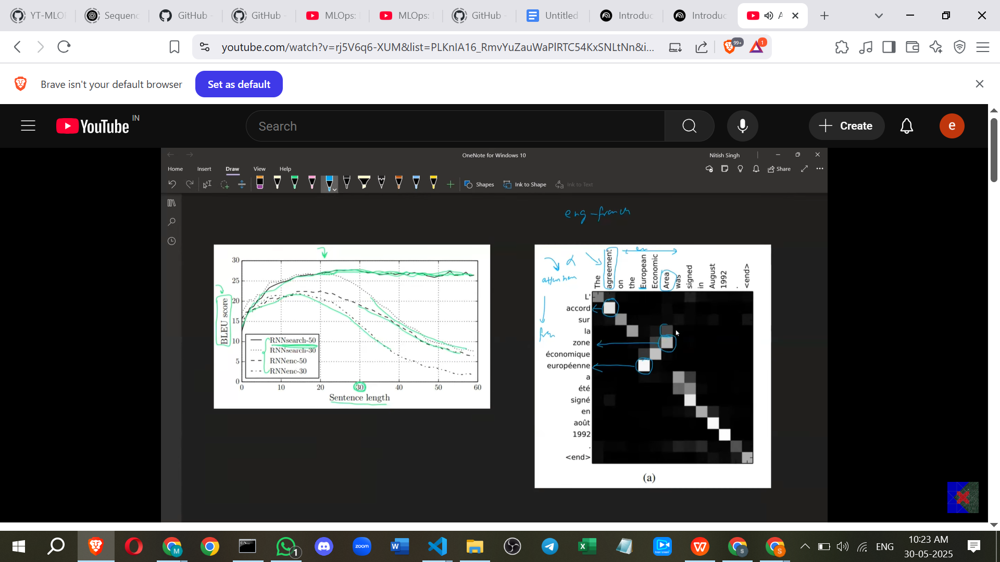 YT-MLO
Sequenc
GitHub -
GitHub -
MLOps:
MLOps:
GitHub -
Untitled
Introduc
Introduc
A
youtube.com/watch?v=rj5V6q6-XUM&list=PLKnIA16_RmvYuZauWaPlRTC54KxSNLtNn&i...
99+
1
Brave isn't your default browser
Set as default
YouTube IN
Search
Create
e
OneNote for Windows 10
Nitish Singh
Home Insert Draw View Help
Share
Shapes
Ink to Shape
Ink to Text
eng-french
30
25
20
15
10
5
0
BLEU score
RNNsearch-50
RNNsearch-30
RNNenc-50
RNNenc-30
0 10 20 30 40 50 60
Sentence length
α
attention
en
The agreement on the European Economic Area was signed in August 1992 . <end>
L'
accord
sur
la
zone
économique
européenne
a
été
signé
en
août
1992
.
<end>
(a)
M
zoom
1
W
X
W
S
S
ENG
10:23 AM
30-05-2025